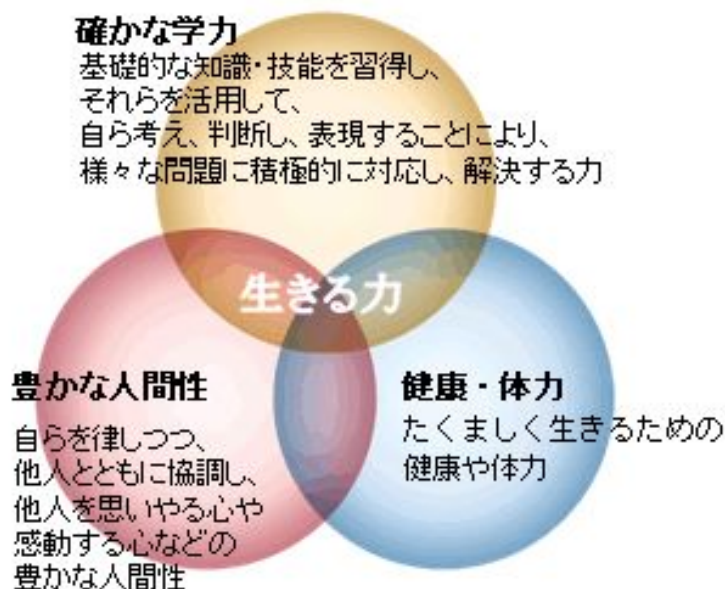 確かな学力
基礎的な知識・技能を習得し、
それらを活用して、
自ら考え、判断し、表現することにより、
様々な問題に積極的に対応し、解決する力
生きる力
豊かな人間性
自らを律しつつ、
他人とともに協調し、
他人を思いやる心や
感動する心などの
豊かな人間性
健康・体力
たくましく生きるための
健康や体力